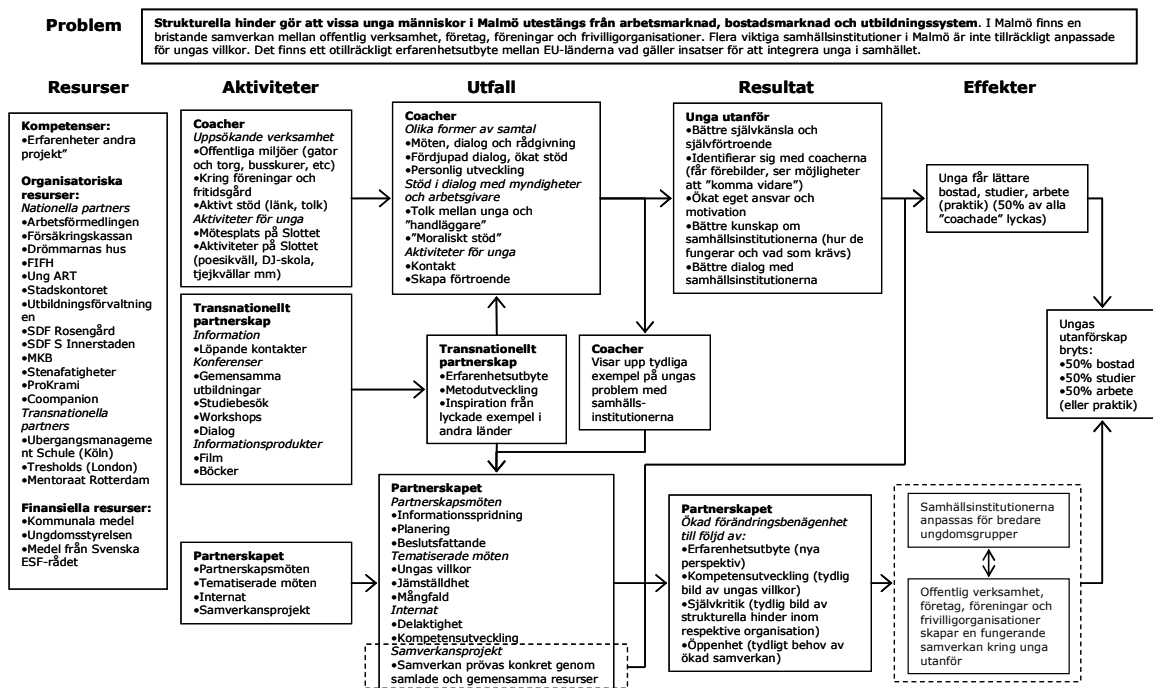 Problem
Strukturella hinder gör att vissa unga människor i Malmö utestängs från arbetsmarknad, bostadsmarknad och utbildningssystem. I Malmö finns en
bristande samverkan mellan offentlig verksamhet, företag, föreningar och frivilligorganisationer. Flera viktiga samhällsinstitutioner i Malmö är inte tillräckligt anpassade
för ungas villkor. Det finns ett otillräckligt erfarenhetsutbyte mellan EU-länderna vad gäller insatser för att integrera unga i samhället.
Resurser
Kompetenser:
•Erfarenheter andra
projekt”
Organisatoriska
resurser:
Nationella partners
•Arbetsförmedlingen
•Försäkringskassan
•Drömmarnas hus
•FIFH
•Ung ART
•Stadskontoret
•Utbildningsförvaltning
en
•SDF Rosengård
•SDF S Innerstaden
•MKB
•Stenafatigheter
•ProKrami
•Coompanion
Transnationella
partners
•Ubergangsmanageme
nt Schule (Köln)
•Tresholds (London)
•Mentoraat Rotterdam
Finansiella resurser:
•Kommunala medel
•Ungdomsstyrelsen
•Medel från Svenska
ESF-rådet
Aktiviteter
Coacher
Uppsökande verksamhet
•Offentliga miljöer (gator
och torg, busskurer, etc)
•Kring föreningar och
fritidsgård
•Aktivt stöd (länk, tolk)
Aktiviteter för unga
•Mötesplats på Slottet
•Aktiviteter på Slottet
(poesikväll, DJ-skola,
tjejkvällar mm)
Transnationellt
partnerskap
Information
•Löpande kontakter
Konferenser
•Gemensamma
utbildningar
•Studiebesök
•Workshops
•Dialog
Informationsprodukter
•Film
•Böcker
Partnerskapet
•Partnerskapsmöten
•Tematiserade möten
•Internat
•Samverkansprojekt
Utfall
Coacher
Olika former av samtal
•Möten, dialog och rådgivning
•Fördjupad dialog, ökat stöd
•Personlig utveckling
Stöd i dialog med myndigheter
och arbetsgivare
•Tolk mellan unga och
”handläggare”
•”Moraliskt stöd”
Aktiviteter för unga
•Kontakt
•Skapa förtroende
Transnationellt
partnerskap
•Erfarenhetsutbyte
•Metodutveckling
•Inspiration från
lyckade exempel i
andra länder
Coacher
Visar upp tydliga
exempel på ungas
problem med
samhälls-
institutionerna
Partnerskapet
Partnerskapsmöten
•Informationsspridning
•Planering
•Beslutsfattande
Tematiserade möten
•Ungas villkor
•Jämställdhet
•Mångfald
Internat
•Delaktighet
•Kompetensutveckling
Samverkansprojekt
•Samverkan prövas konkret genom
samlade och gemensamma resurser
Resultat
Unga utanför
•Bättre självkänsla och
självförtroende
•Identifierar sig med coacherna
(får förebilder, ser möjligheter
att ”komma vidare”)
•Ökat eget ansvar och
motivation
•Bättre kunskap om
samhällsinstitutionerna (hur de
fungerar och vad som krävs)
•Bättre dialog med
samhällsinstitutionerna
Partnerskapet
Ökad förändringsbenägenhet
till följd av:
•Erfarenhetsutbyte (nya
perspektiv)
•Kompetensutveckling (tydlig
bild av ungas villkor)
•Självkritik (tydlig bild av
strukturella hinder inom
respektive organisation)
•Öppenhet (tydligt behov av
ökad samverkan)
Effekter
Unga får lättare
bostad, studier, arbete
(praktik) (50% av alla
”coachade” lyckas)
Ungas
utanförskap
bryts:
•50% bostad
•50% studier
•50% arbete
(eller praktik)
Samhällsinstitutionerna
anpassas för bredare
ungdomsgrupper
Offentlig verksamhet,
företag, föreningar och
frivilligorganisationer
skapar en fungerande
samverkan kring unga
utanför